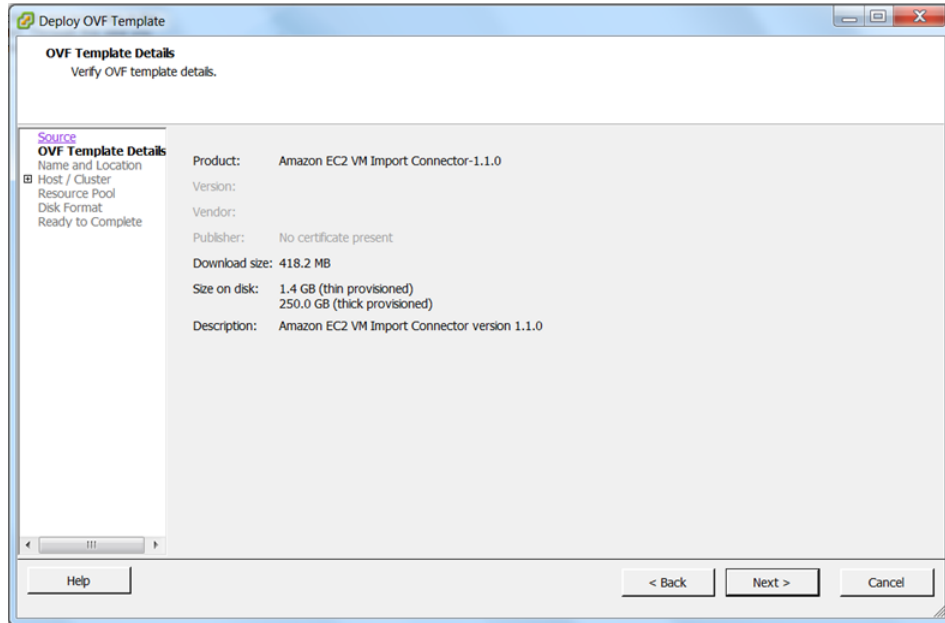 Deploy OVF Template
OVF Template Details
Verify OVF template details.
Source
OVF Template Details
Name and Location
Host / Cluster
Resource Pool
Disk Format
Ready to Complete
Product: Amazon EC2 VM Import Connector-1.1.0
Version:
Vendor:
Publisher: No certificate present
Download size: 418.2 MB
Size on disk: 1.4 GB (thin provisioned)
250.0 GB (thick provisioned)
Description: Amazon EC2 VM Import Connector version 1.1.0
Help
< Back
Next >
Cancel